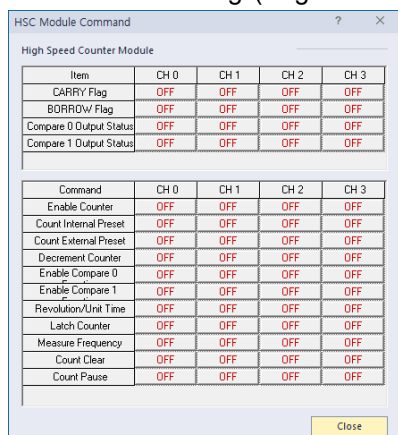 HSC Module Command ? ×
High Speed Counter Module
Item CH 0 CH 1 CH 2 CH 3
CARRY Flag OFF OFF OFF OFF
BORROW Flag OFF OFF OFF OFF
Compare 0 Output Status OFF OFF OFF OFF
Compare 1 Output Status OFF OFF OFF OFF
Command CH 0 CH 1 CH 2 CH 3
Enable Counter OFF OFF OFF OFF
Count Internal Preset OFF OFF OFF OFF
Count External Preset OFF OFF OFF OFF
Decrement Counter OFF OFF OFF OFF
Enable Compare 0 OFF OFF OFF OFF
Enable Compare 1 OFF OFF OFF OFF
Revolution/Unit Time OFF OFF OFF OFF
Latch Counter OFF OFF OFF OFF
Measure Frequency OFF OFF OFF OFF
Count Clear OFF OFF OFF OFF
Count Pause OFF OFF OFF OFF
Close